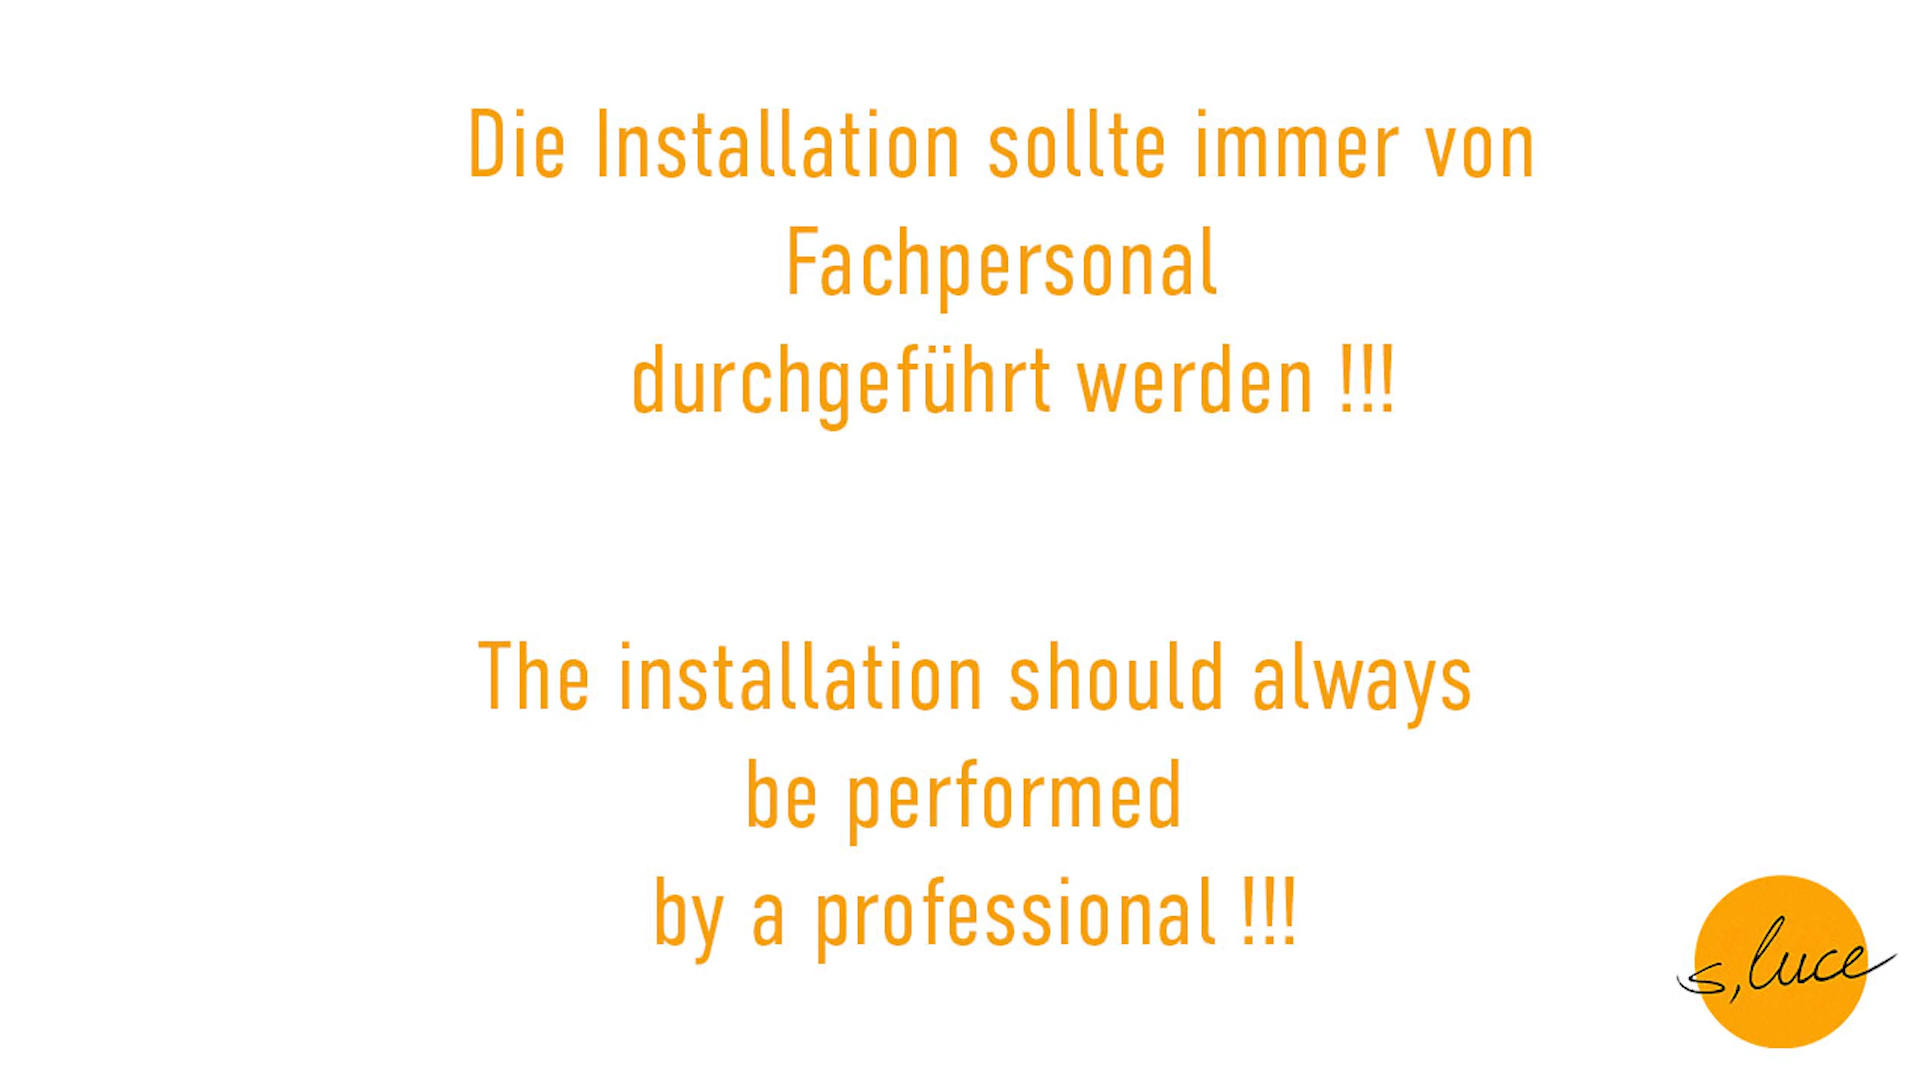 Die Installation sollte immer von
Fachpersonal
durchgeführt werden !!!
The installation should always
be performed
by a professional !!!
s,luce